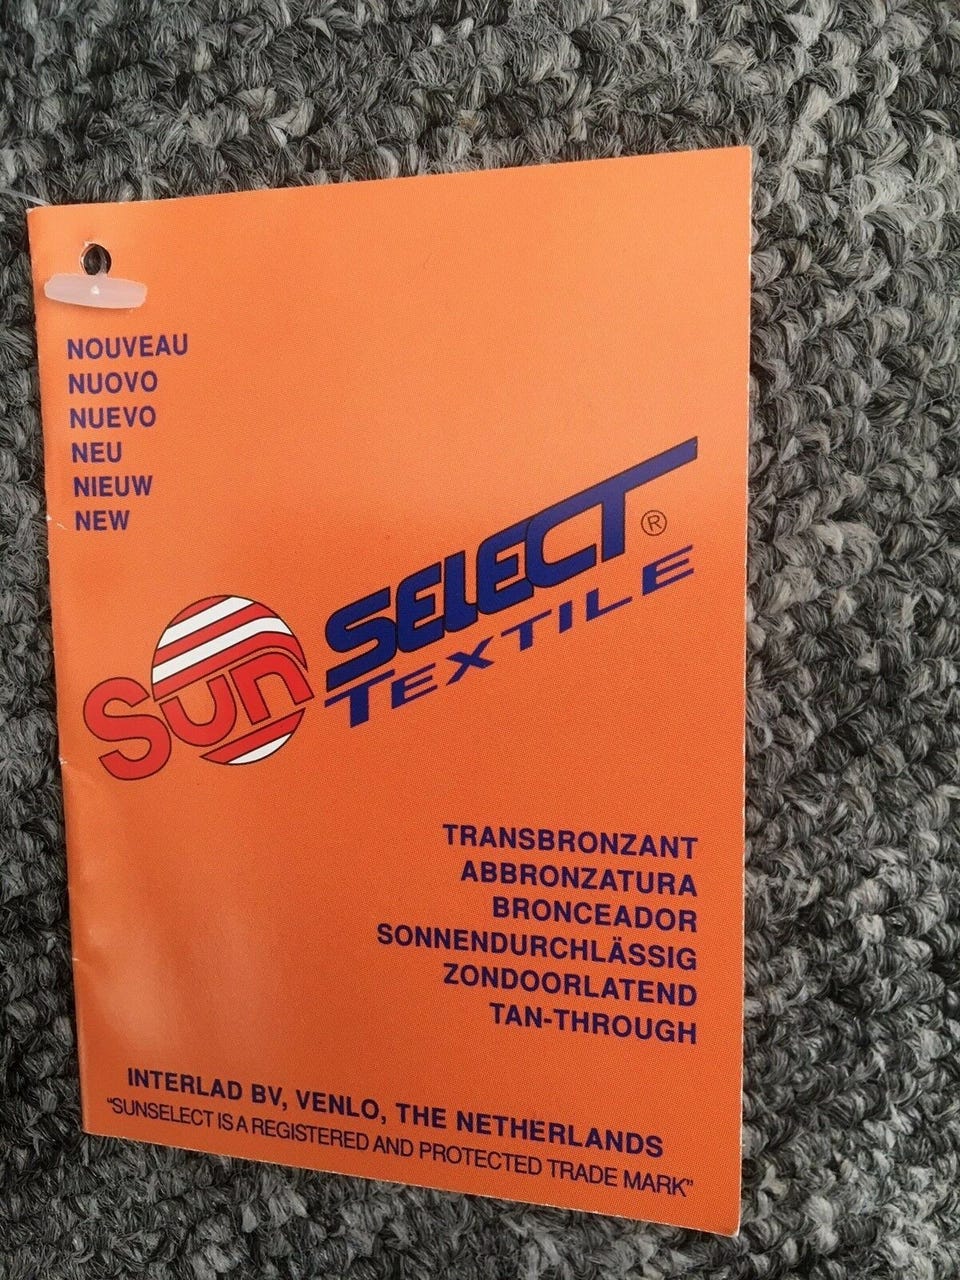 NOUVEAU
NUOVO
NUEVO
NEU
NIEUW
NEW
Sun SELECT ®
TEXTILE
TRANSBRONZANT
ABBRONZATURA
BRONCEADOR
SONNENDURCHLÄSSIG
ZONDOORLATEND
TAN-THROUGH
INTERLAD BV, VENLO, THE NETHERLANDS
"SUNSELECT IS A REGISTERED AND PROTECTED TRADE MARK"